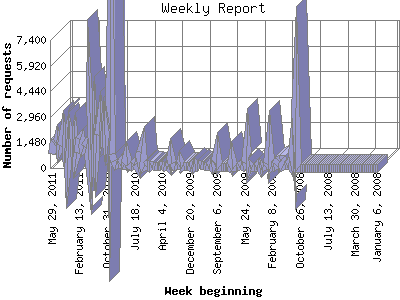 Weekly Report
Number of requests
7,400
5,920
4,440
2,960
1,480
0
May 29, 2011
February 13, 2011
October 31, 2010
July 18, 2010
April 4, 2010
December 20, 2009
September 6, 2009
May 24, 2009
February 8, 2009
October 26, 2008
July 13, 2008
March 30, 2008
January 6, 2008
Week beginning